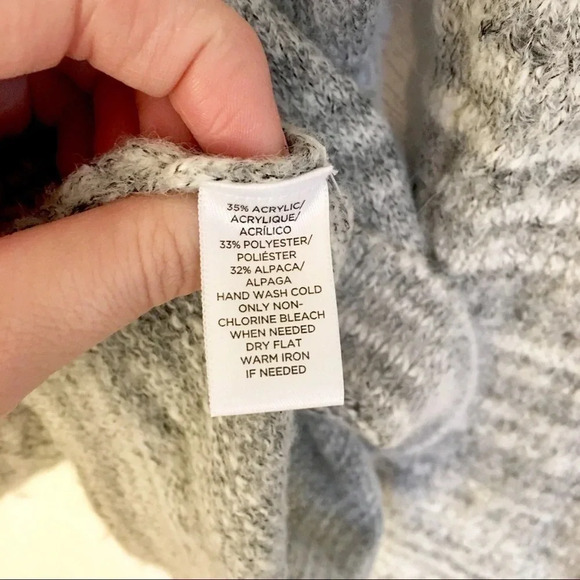 35% ACRYLIC/
ACRYLIQUE/
ACRÍLICO
33% POLYESTER/
POLIÉSTER
32% ALPACA/
ALPAGA
HAND WASH COLD
ONLY NON-
CHLORINE BLEACH
WHEN NEEDED
DRY FLAT
WARM IRON
IF NEEDED